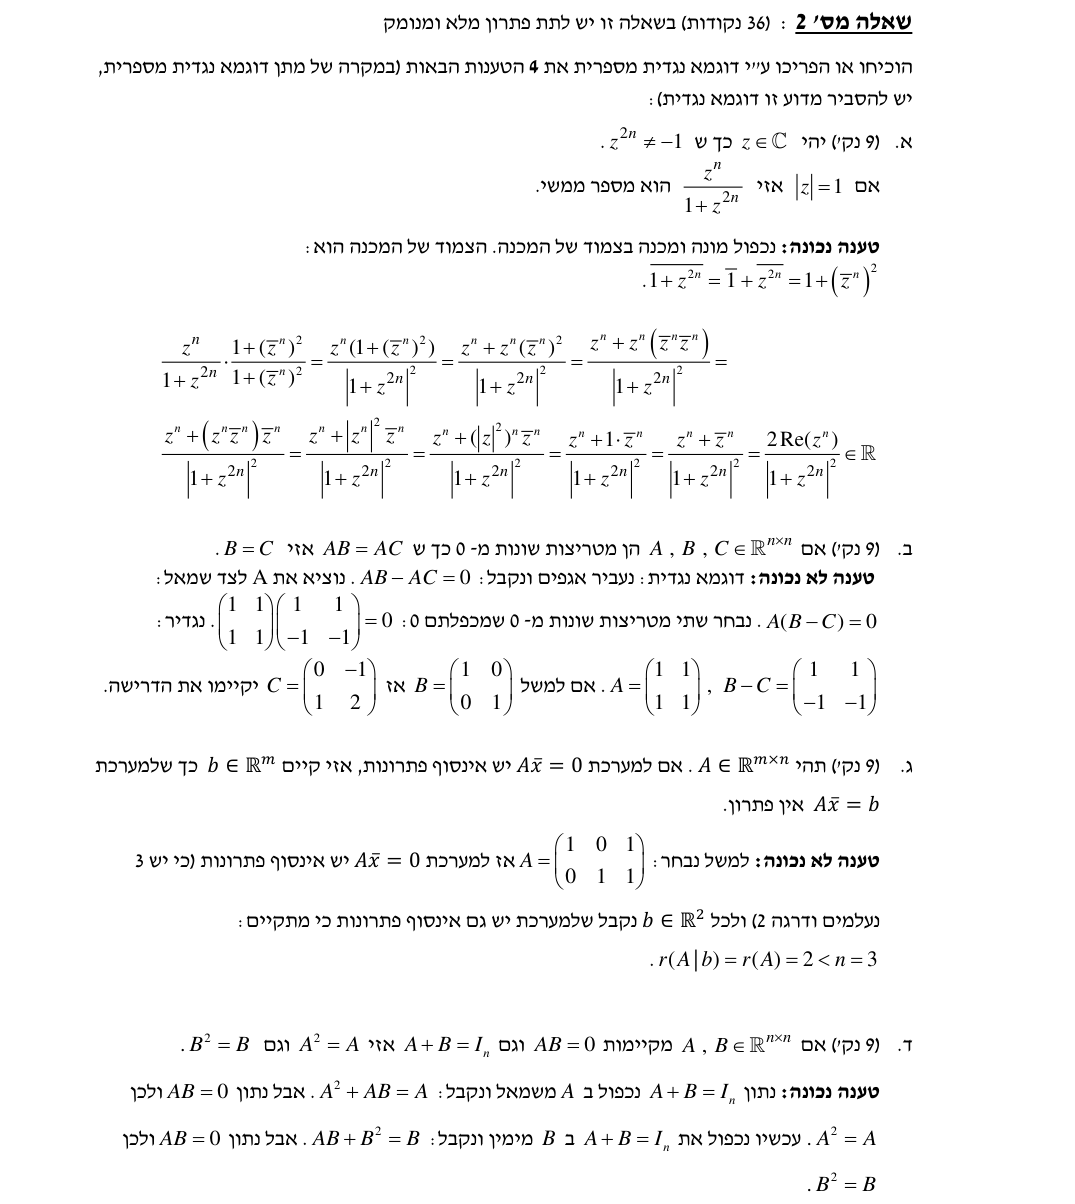 שאלה מס׳ 2 : (36 נקודות) בשאלה זו יש לתת פתרון מלא ומנומק
הוכיחו או הפריכו ע״י דוגמא נגדית מספרית את 4 הטענות הבאות (במקרה של מתן דוגמא נגדית מספרית,
יש להסביר מדוע זו דוגמא נגדית):
א. (9 נק׳) יהי z ∈ ℂ כך ש z^{2n} ≠ −1 .
אם |z| = 1 אזי \frac{z^n}{1+z^{2n}} הוא מספר ממשי.
טענה נכונה: נכפול מונה ומכנה בצמוד של המכנה. הצמוד של המכנה הוא:
\overline{1+z^{2n}} = \overline{1} + \overline{z^{2n}} = 1+(\overline{z}^n)^2 .
\frac{z^n}{1+z^{2n}} \cdot \frac{1+(\overline{z}^n)^2}{1+(\overline{z}^n)^2} = \frac{z^n(1+(\overline{z}^n)^2)}{|1+z^{2n}|^2} = \frac{z^n+z^n(\overline{z}^n)^2}{|1+z^{2n}|^2} = \frac{z^n+z^n(\overline{z}^n\overline{z}^n)}{|1+z^{2n}|^2} =
\frac{z^n+(z^n\overline{z}^n)\overline{z}^n}{|1+z^{2n}|^2} = \frac{z^n+|z^n|^2\overline{z}^n}{|1+z^{2n}|^2} = \frac{z^n+(|z|^2)^n\overline{z}^n}{|1+z^{2n}|^2} = \frac{z^n+1\cdot\overline{z}^n}{|1+z^{2n}|^2} = \frac{z^n+\overline{z}^n}{|1+z^{2n}|^2} = \frac{2Re(z^n)}{|1+z^{2n}|^2} ∈ ℝ
ב. (9 נק׳) אם A , B , C ∈ ℝ^{n×n} הן מטריצות שונות מ- 0 כך ש AB = AC אזי B = C .
טענה לא נכונה: דוגמא נגדית: נעביר אגפים ונקבל: AB − AC = 0 . נוציא את A לצד שמאל:
A(B − C) = 0 . נבחר שתי מטריצות שונות מ- 0 שמכפלתם 0: \begin{pmatrix} 1 & 1 \\ 1 & 1 \end{pmatrix}\begin{pmatrix} 1 & 1 \\ -1 & -1 \end{pmatrix} = 0 . נגדיר:
B − C = \begin{pmatrix} 1 & 1 \\ -1 & -1 \end{pmatrix} , A = \begin{pmatrix} 1 & 1 \\ 1 & 1 \end{pmatrix} . אם למשל B = \begin{pmatrix} 1 & 0 \\ 0 & 1 \end{pmatrix} אז C = \begin{pmatrix} 0 & -1 \\ 1 & 2 \end{pmatrix} יקיימו את הדרישה.
ג. (9 נק׳) תהי A ∈ ℝ^{m×n} . אם למערכת A\bar{x} = 0 יש אינסוף פתרונות, אזי קיים b ∈ ℝ^m כך שלמערכת
A\bar{x} = b אין פתרון.
טענה לא נכונה: למשל נבחר: A = \begin{pmatrix} 1 & 0 & 1 \\ 0 & 1 & 1 \end{pmatrix} אז למערכת A\bar{x} = 0 יש אינסוף פתרונות (כי יש 3
נעלמים ודרגה 2) ולכל b ∈ ℝ^2 נקבל שלמערכת יש גם אינסוף פתרונות כי מתקיים:
r(A|b) = r(A) = 2 < n = 3 .
ד. (9 נק׳) אם A , B ∈ ℝ^{n×n} מקיימות AB = 0 וגם A + B = I_n אזי A^2 = A וגם B^2 = B .
טענה נכונה: נתון A + B = I_n נכפול ב A משמאל ונקבל: A^2 + AB = A . אבל נתון AB = 0 ולכן
A^2 = A . עכשיו נכפול את A + B = I_n ב B מימין ונקבל: AB + B^2 = B . אבל נתון AB = 0 ולכן
B^2 = B .